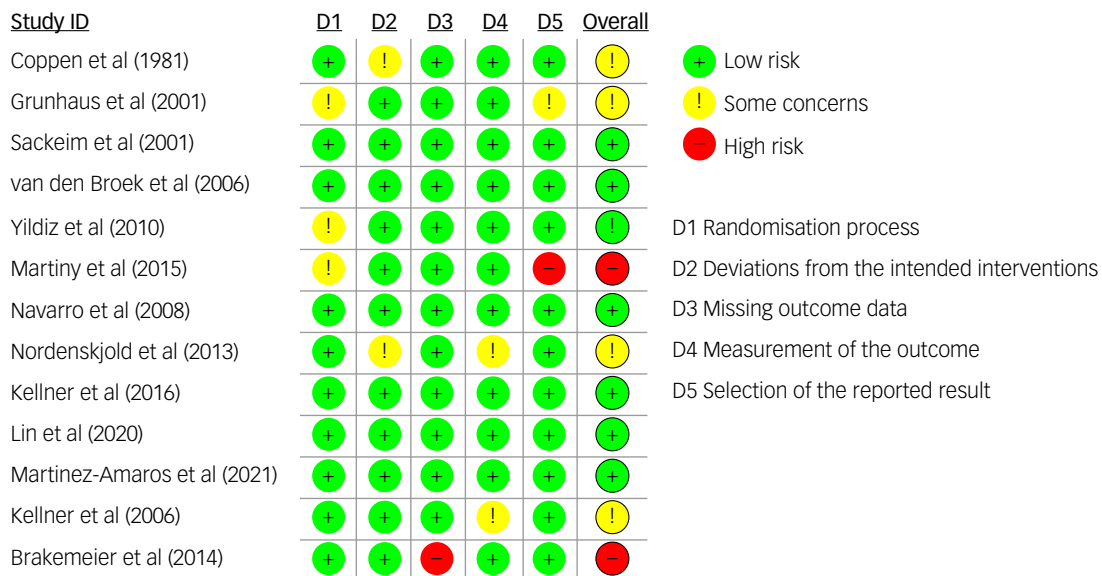 Study ID D1 D2 D3 D4 D5 Overall
Coppen et al (1981) + ! + + + ! + Low risk
Grunhaus et al (2001) ! + + + ! ! ! Some concerns
Sackeim et al (2001) + + + + + + − High risk
van den Broek et al (2006) + + + + + +
Yildiz et al (2010) ! + + + + ! D1 Randomisation process
Martiny et al (2015) ! + + + − − D2 Deviations from the intended interventions
Navarro et al (2008) + + + + + + D3 Missing outcome data
Nordenskjold et al (2013) + ! + ! + ! D4 Measurement of the outcome
Kellner et al (2016) + + + + + + D5 Selection of the reported result
Lin et al (2020) + + + + + +
Martinez-Amaros et al (2021) + + + + + +
Kellner et al (2006) + + + ! + !
Brakemeier et al (2014) + + − + + −